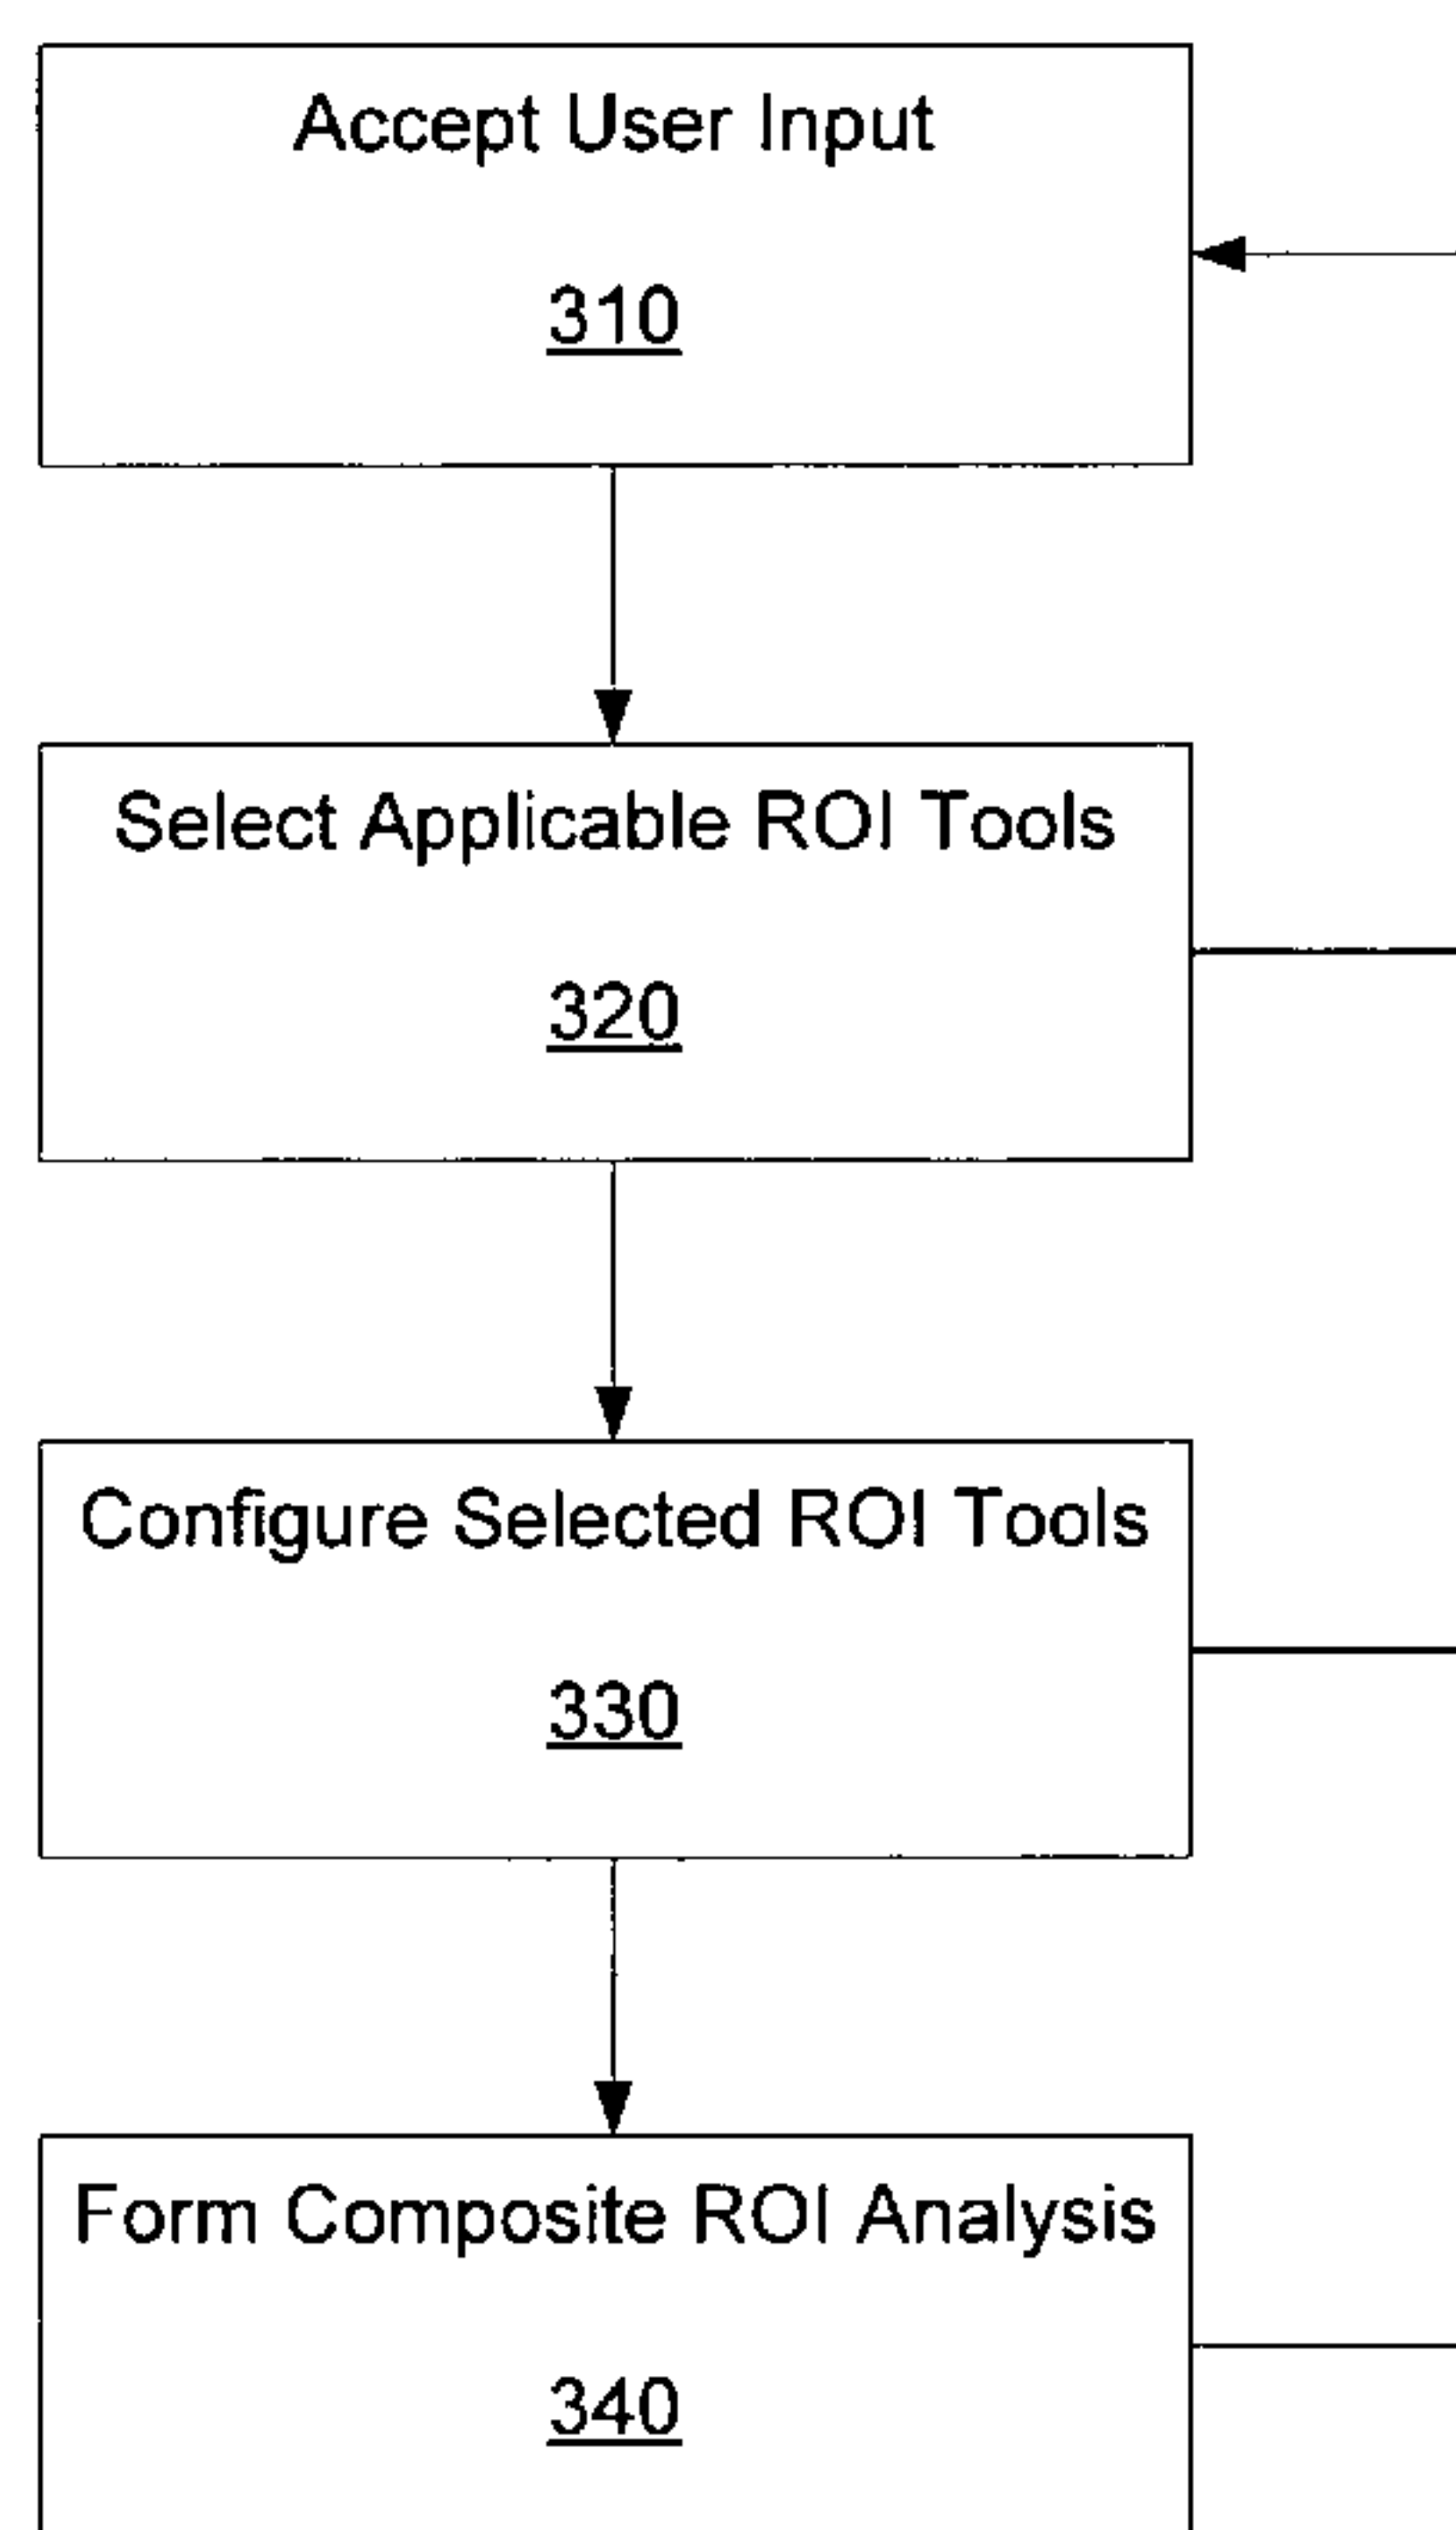 Accept User Input
310
Select Applicable ROI Tools
320
Configure Selected ROI Tools
330
Form Composite ROI Analysis
340